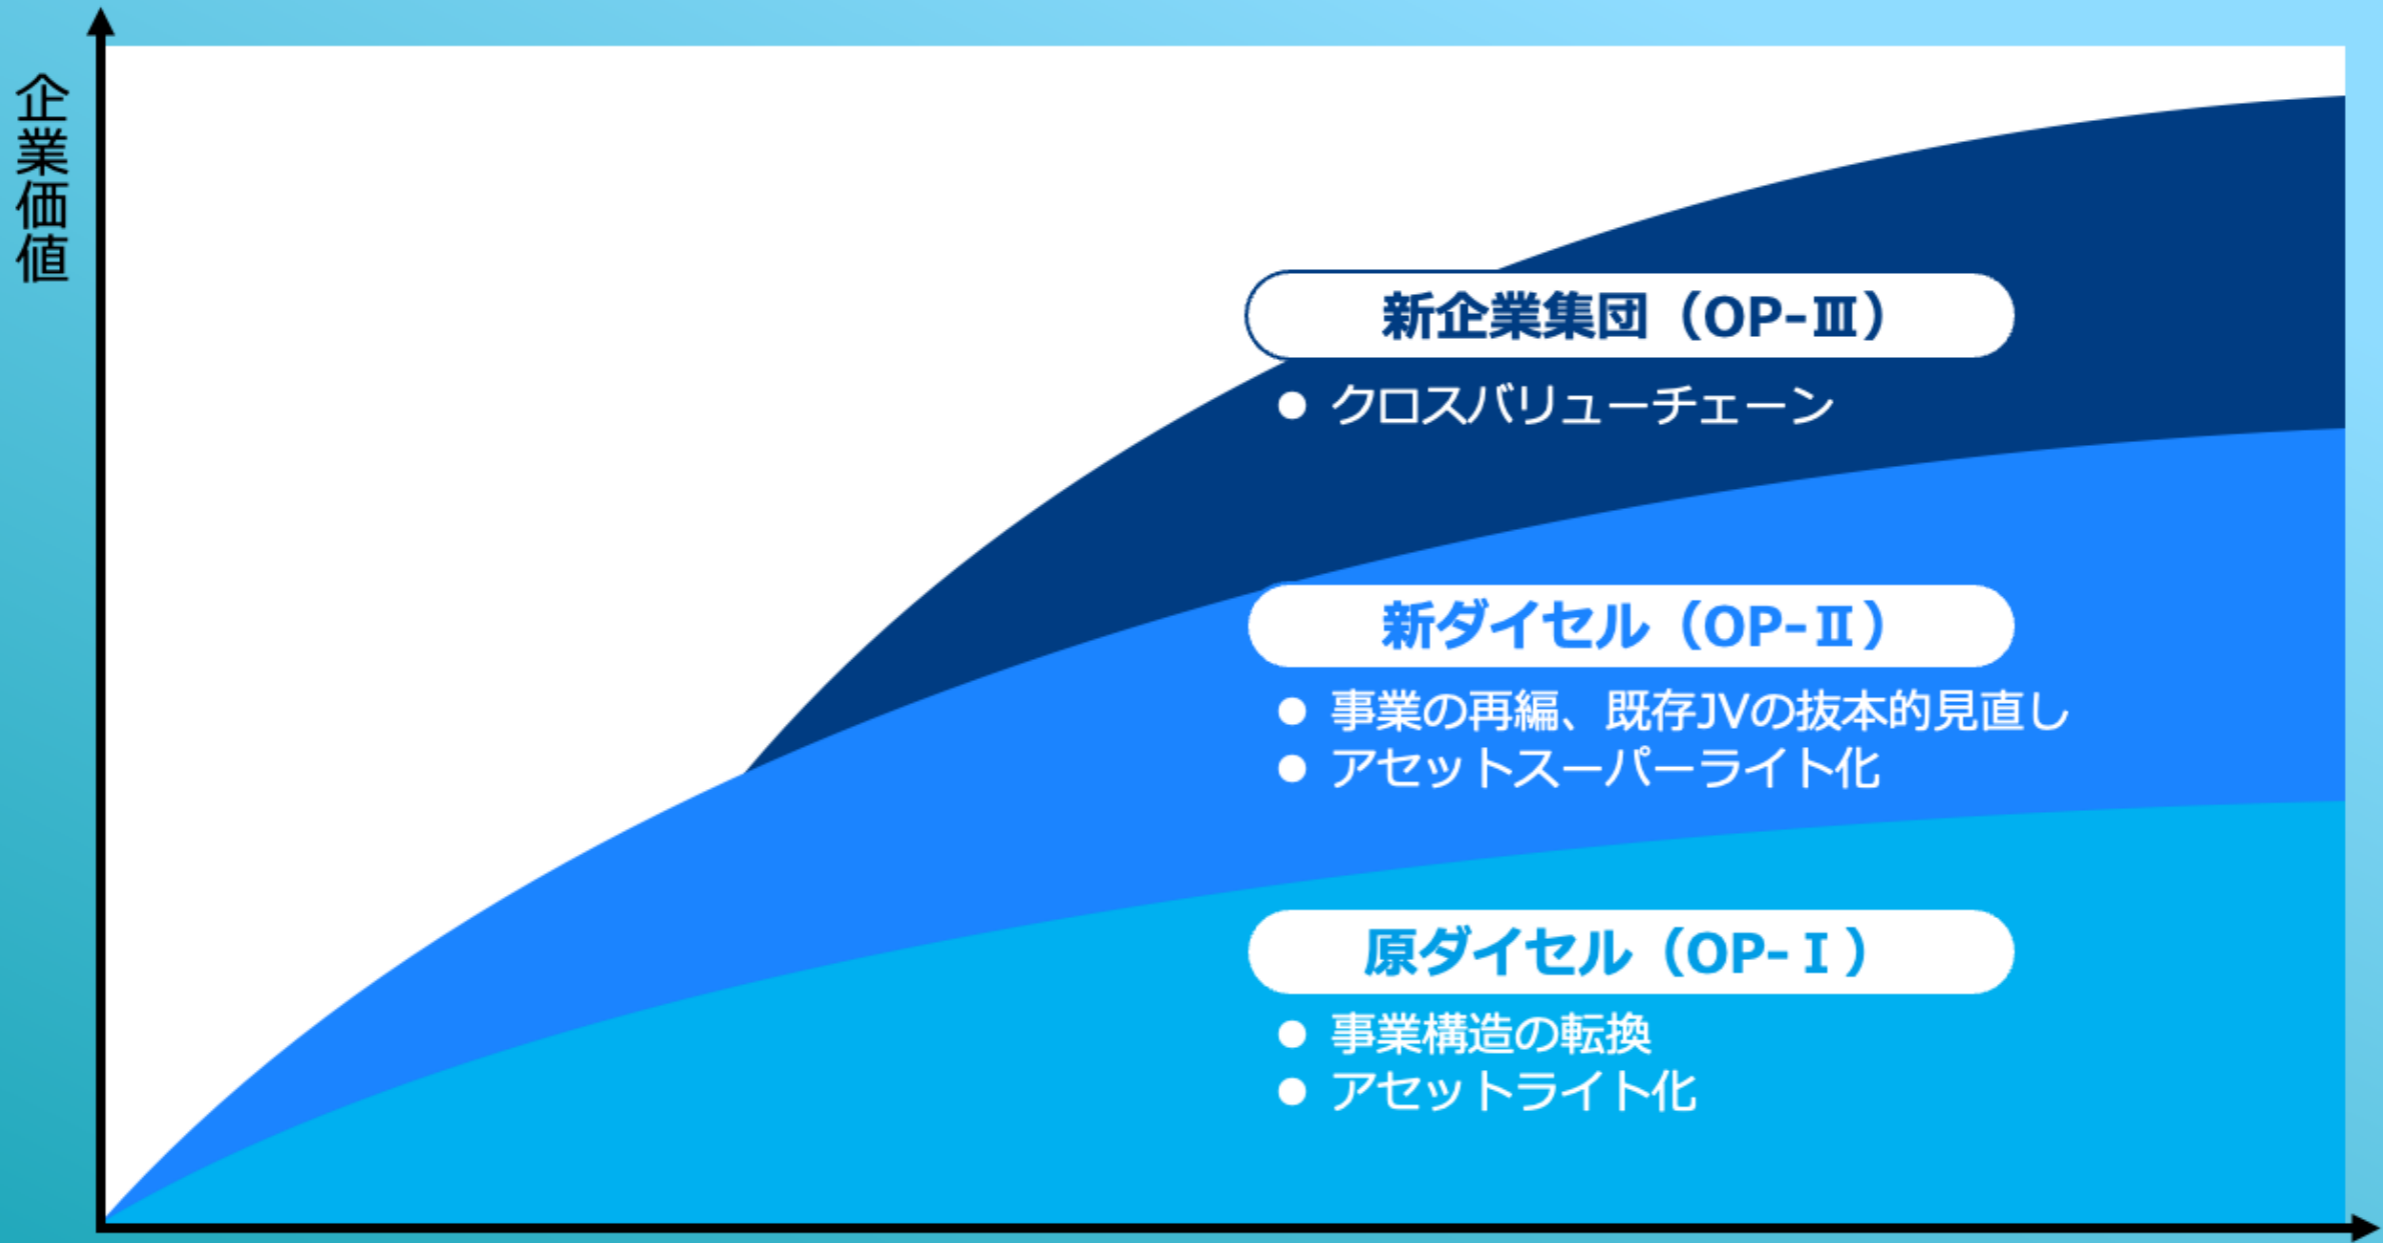 企業価値
新企業集団（OP-Ⅲ）
● クロスバリューチェーン
新ダイセル（OP-Ⅱ）
● 事業の再編、既存JVの抜本的見直し
● アセットスーパーライト化
原ダイセル（OP-Ⅰ）
● 事業構造の転換
● アセットライト化